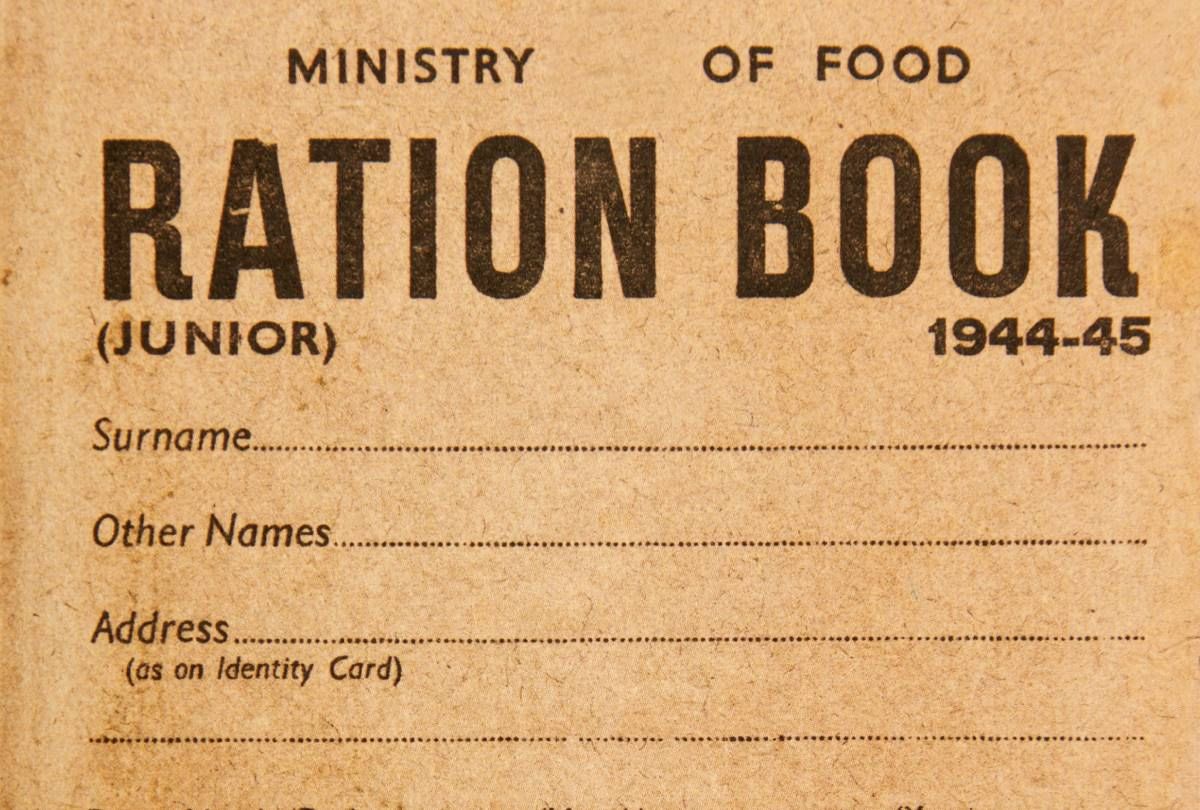 MINISTRY OF FOOD
RATION BOOK
(JUNIOR) 1944-45
Surname
Other Names
Address
(as on Identity Card)